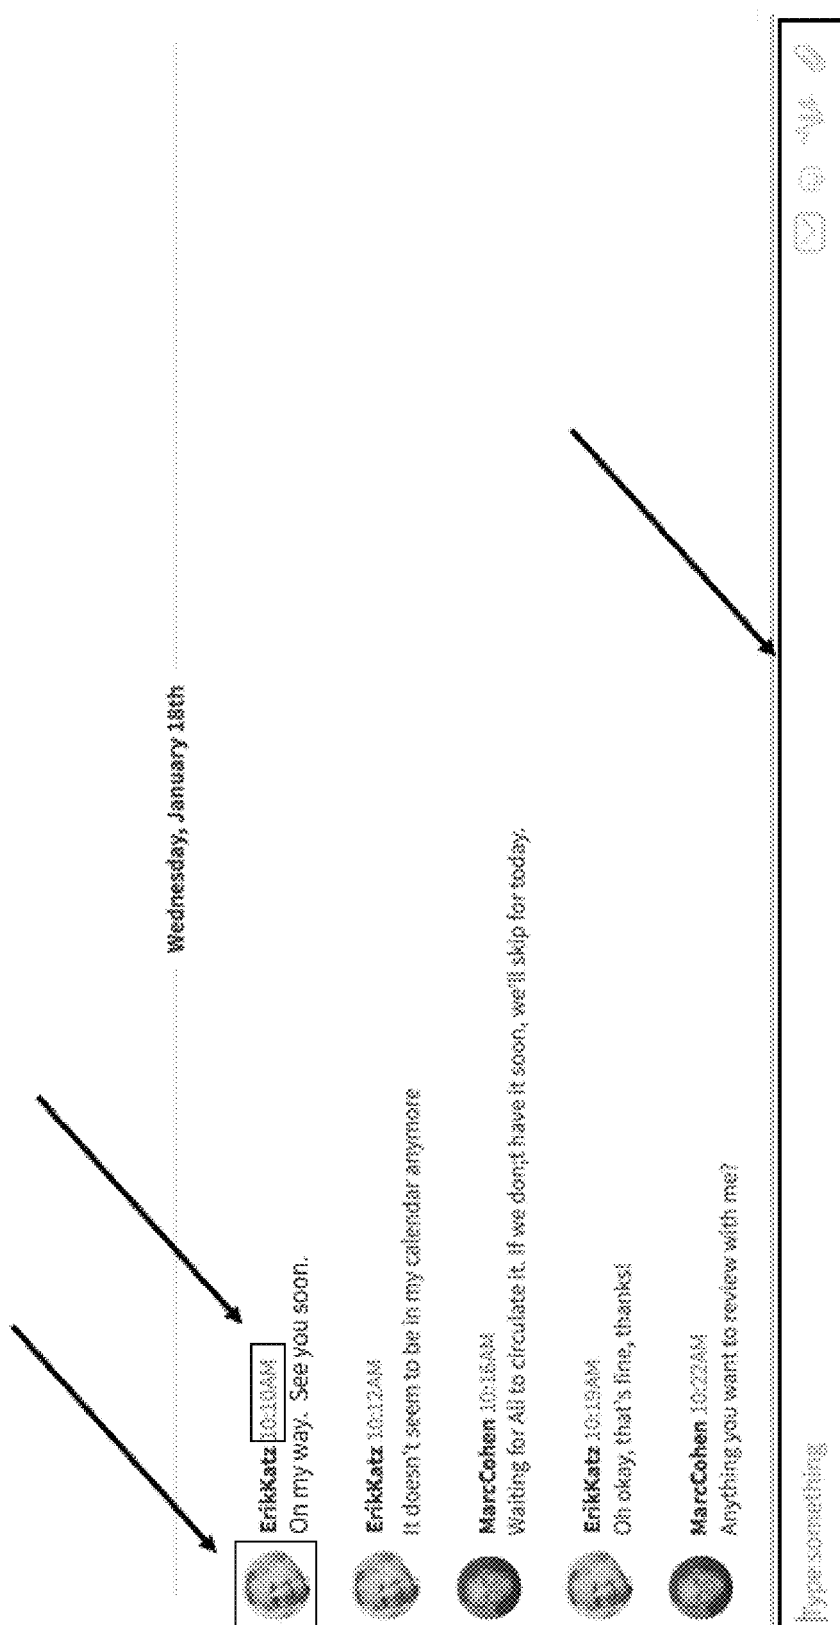 Wednesday, January 18th
ErikKatz 10:10AM
On my way. See you soon.
ErikKatz 10:12AM
It doesn't seem to be in my calendar anymore
MarcCohen 10:16AM
Waiting for Ali to circulate it. If we don;t have it soon, we'll skip for today.
ErikKatz 10:19AM
Oh okay, that's fine, thanks!
MarcCohen 10:22AM
Anything you want to review with me?
Type something